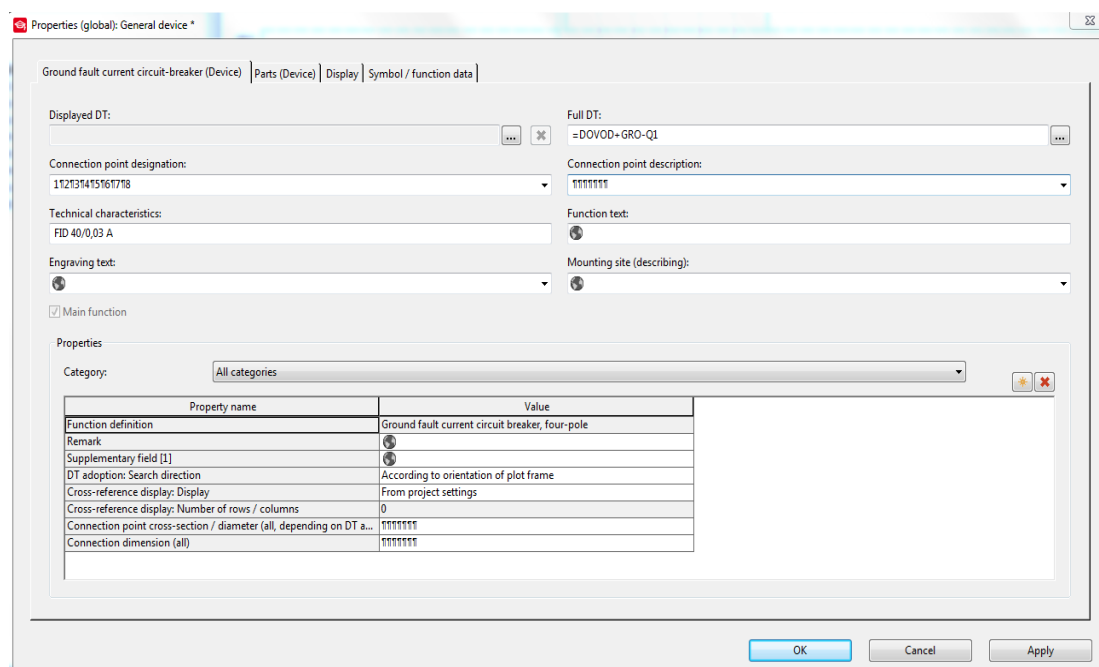 Properties (global): General device *
Ground fault current circuit-breaker (Device) Parts (Device) Display Symbol / function data
Displayed DT: Full DT:
... =DOVOD+GRO-Q1 ...
Connection point designation: Connection point description:
1¶2¶3¶4¶5¶6¶7¶8 ¶¶¶¶¶¶¶
Technical characteristics: Function text:
FID 40/0,03 A
Engraving text: Mounting site (describing):
Main function
Properties
Category: All categories
Property name Value
Function definition Ground fault current circuit breaker, four-pole
Remark
Supplementary field [1]
DT adoption: Search direction According to orientation of plot frame
Cross-reference display: Display From project settings
Cross-reference display: Number of rows / columns 0
Connection point cross-section / diameter (all, depending on DT a... ¶¶¶¶¶¶¶
Connection dimension (all) ¶¶¶¶¶¶¶
OK Cancel Apply